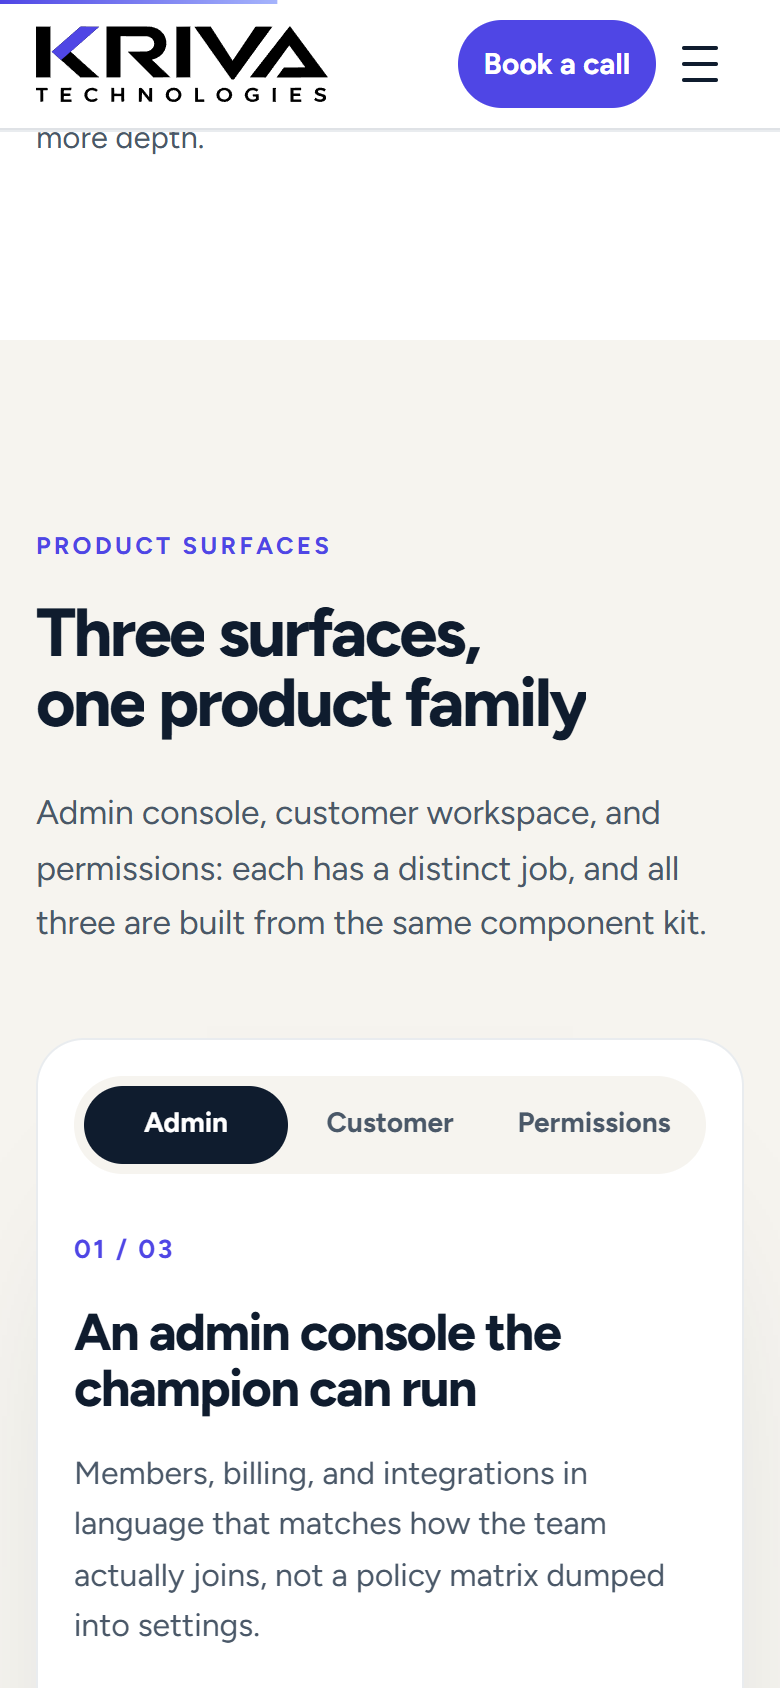 KRIVA
TECHNOLOGIES
Book a call
more depth.
PRODUCT SURFACES
Three surfaces,
one product family
Admin console, customer workspace, and
permissions: each has a distinct job, and all
three are built from the same component kit.
Admin
Customer
Permissions
01 / 03
An admin console the
champion can run
Members, billing, and integrations in
language that matches how the team
actually joins, not a policy matrix dumped
into settings.